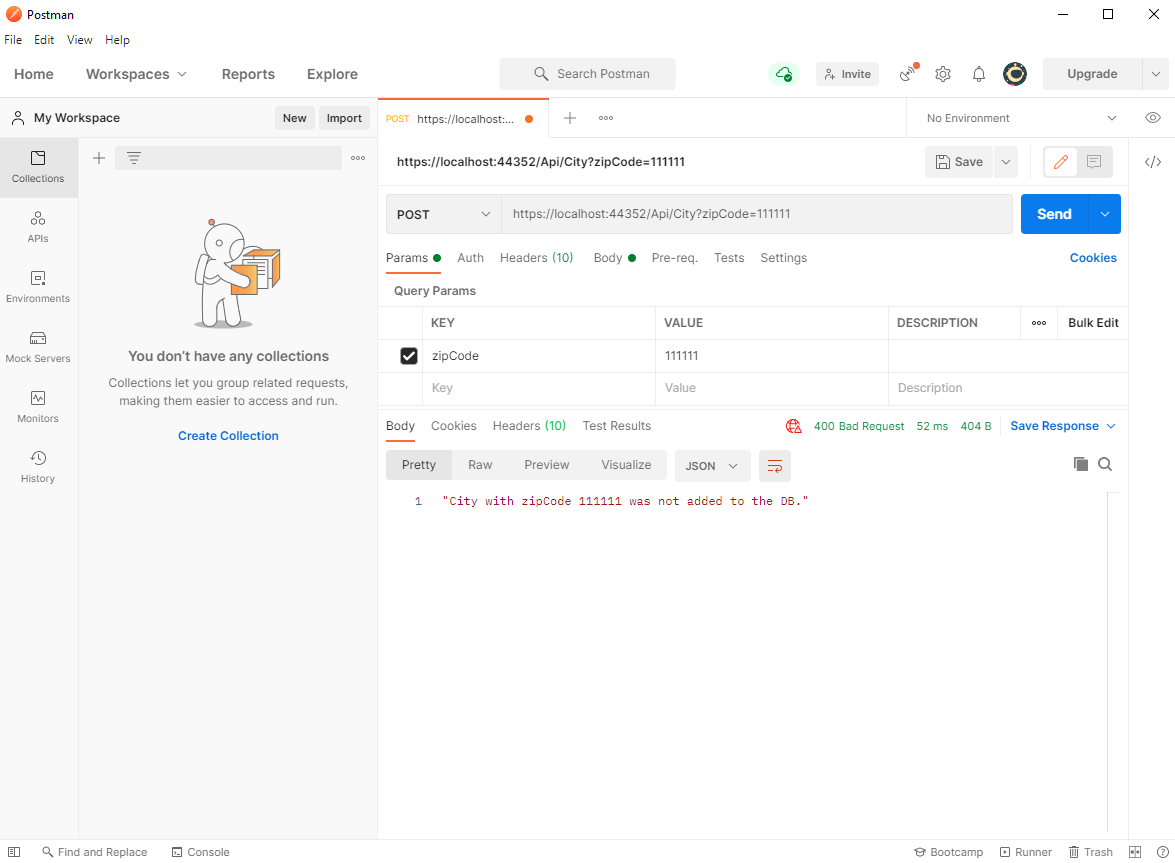 Postman
File Edit View Help
Home Workspaces Reports Explore Search Postman Invite Upgrade
My Workspace New Import POST https://localhost:... No Environment
Collections
APIs
Environments
Mock Servers
Monitors
History
You don't have any collections
Collections let you group related requests,
making them easier to access and run.
Create Collection
https://localhost:44352/Api/City?zipCode=111111 Save
POST https://localhost:44352/Api/City?zipCode=111111 Send
Params Auth Headers (10) Body Pre-req. Tests Settings Cookies
Query Params
KEY VALUE DESCRIPTION Bulk Edit
zipCode 111111
Key Value Description
Body Cookies Headers (10) Test Results 400 Bad Request 52 ms 404 B Save Response
Pretty Raw Preview Visualize JSON
1 "City with zipCode 111111 was not added to the DB."
Find and Replace Console Bootcamp Runner Trash